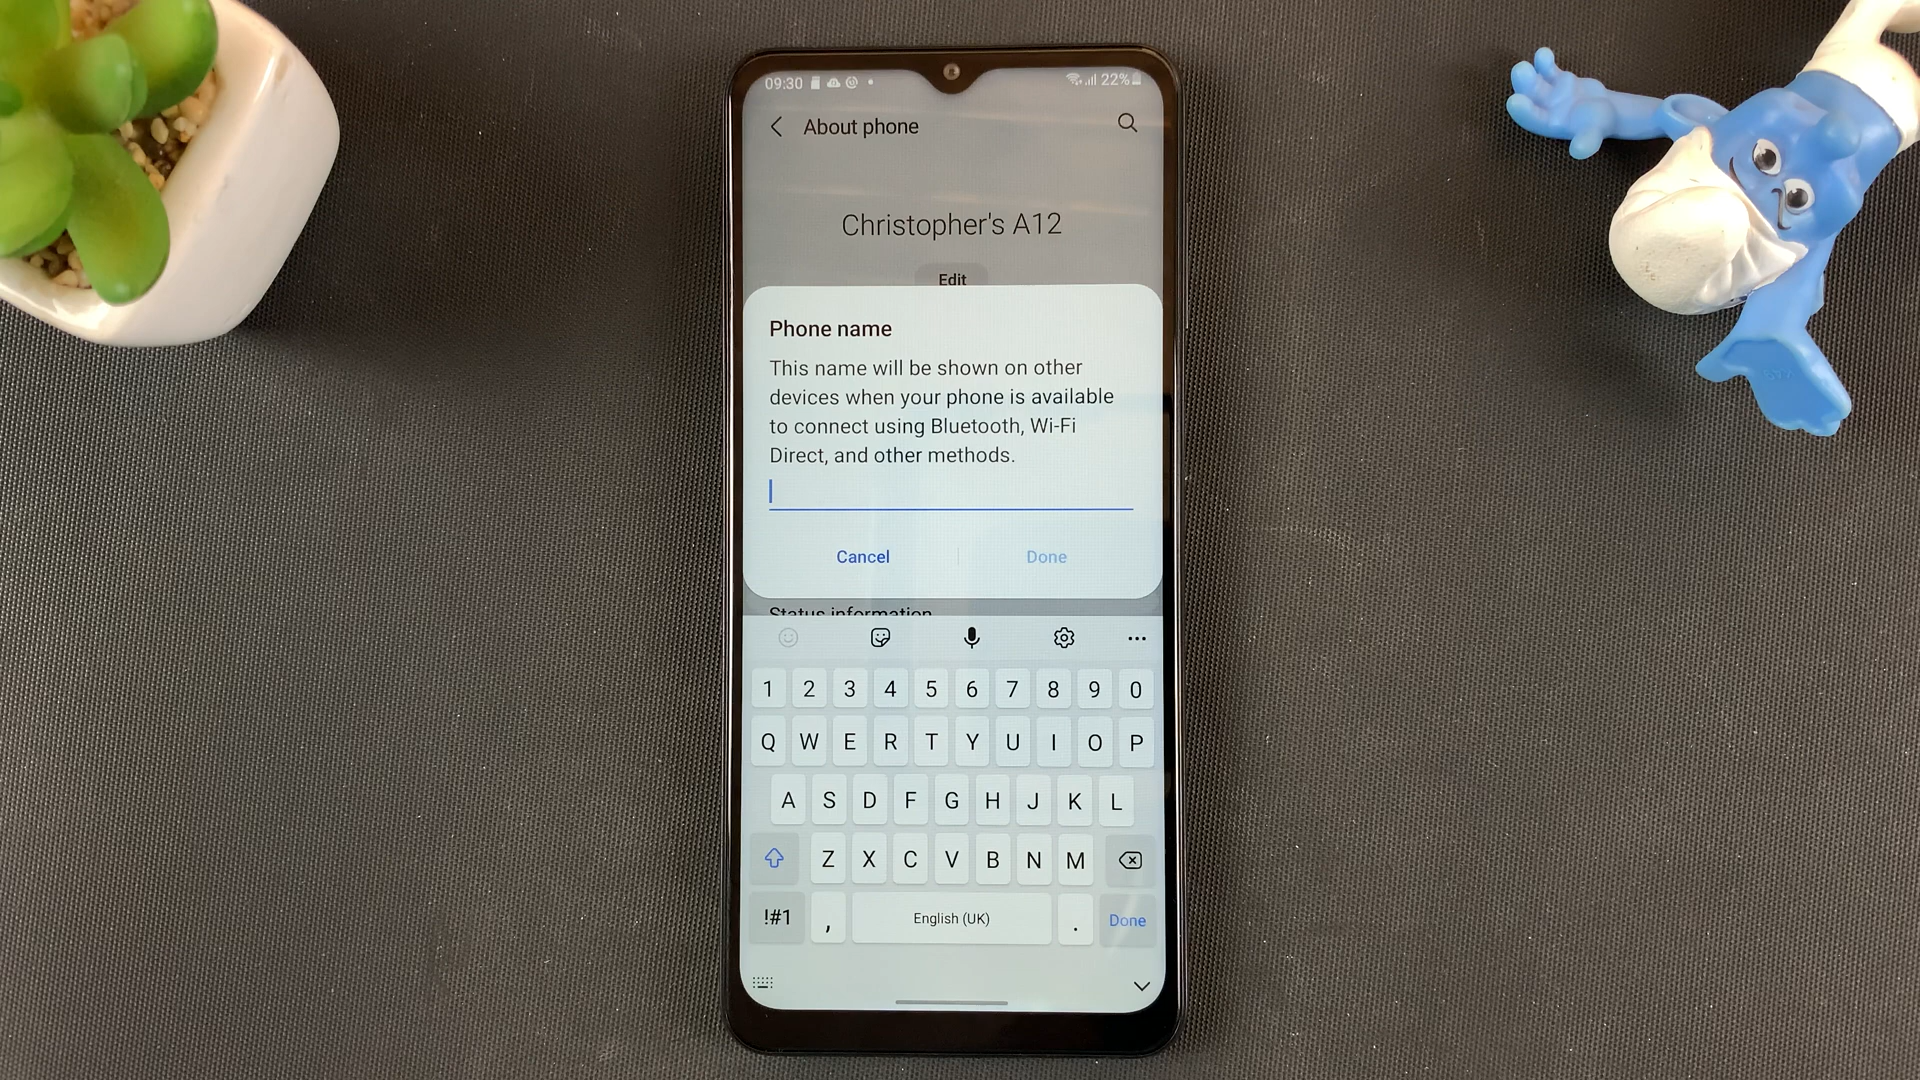 09:30 22%
About phone
Christopher's A12
Edit
Phone name
This name will be shown on other
devices when your phone is available
to connect using Bluetooth, Wi-Fi
Direct, and other methods.
Cancel Done
Status information
1 2 3 4 5 6 7 8 9 0
Q W E R T Y U I O P
A S D F G H J K L
Z X C V B N M
!#1 , English (UK) . Done